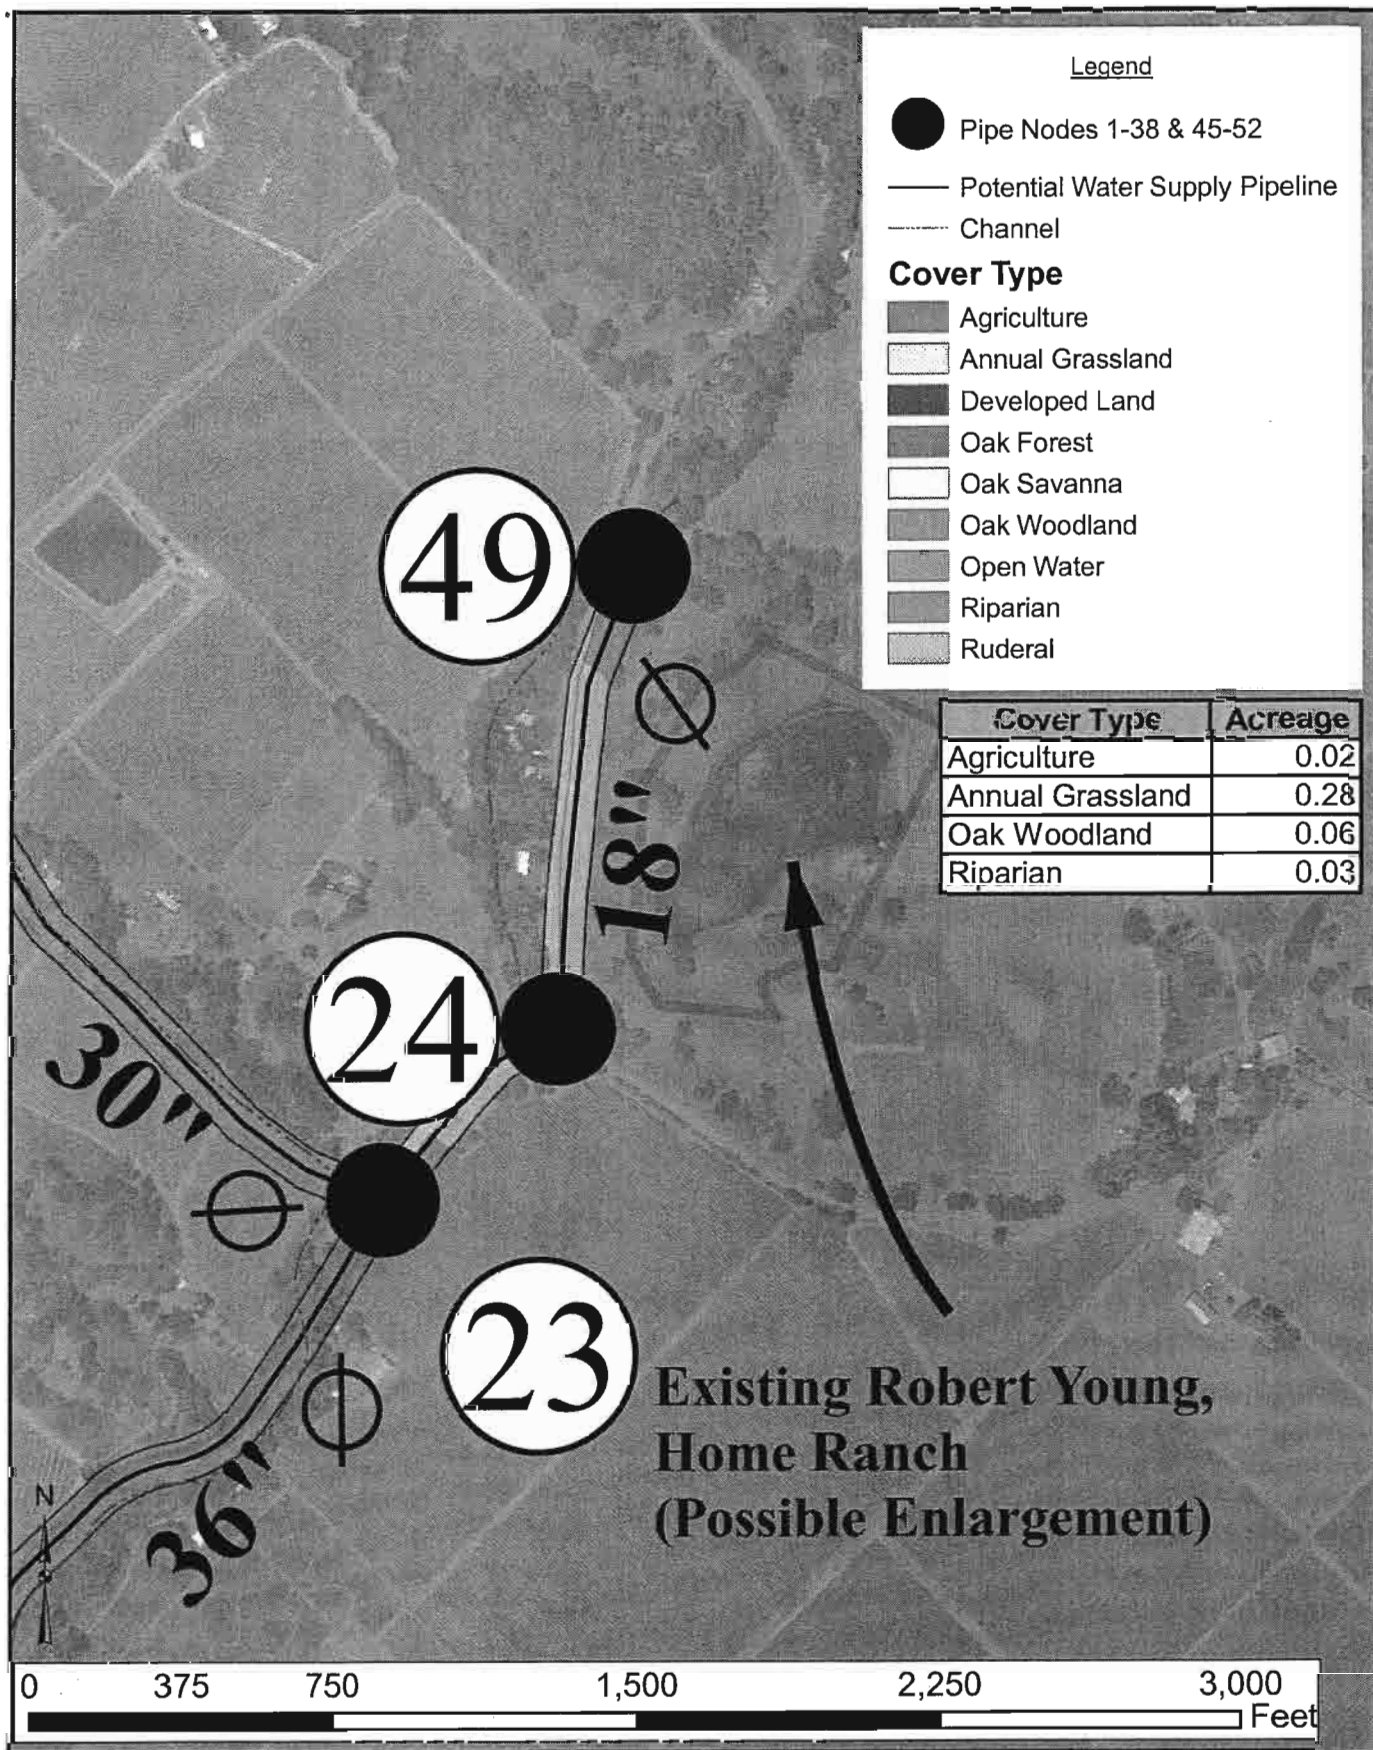 Legend
Pipe Nodes 1-38 & 45-52
Potential Water Supply Pipeline
Channel
Cover Type
Agriculture
Annual Grassland
Developed Land
Oak Forest
Oak Savanna
Oak Woodland
Open Water
Riparian
Ruderal
Cover Type Acreage
Agriculture 0.02
Annual Grassland 0.28
Oak Woodland 0.06
Riparian 0.03
49
18"
24
30"
23
36"
Existing Robert Young,
Home Ranch
(Possible Enlargement)
N
0 375 750 1,500 2,250 3,000
Feet